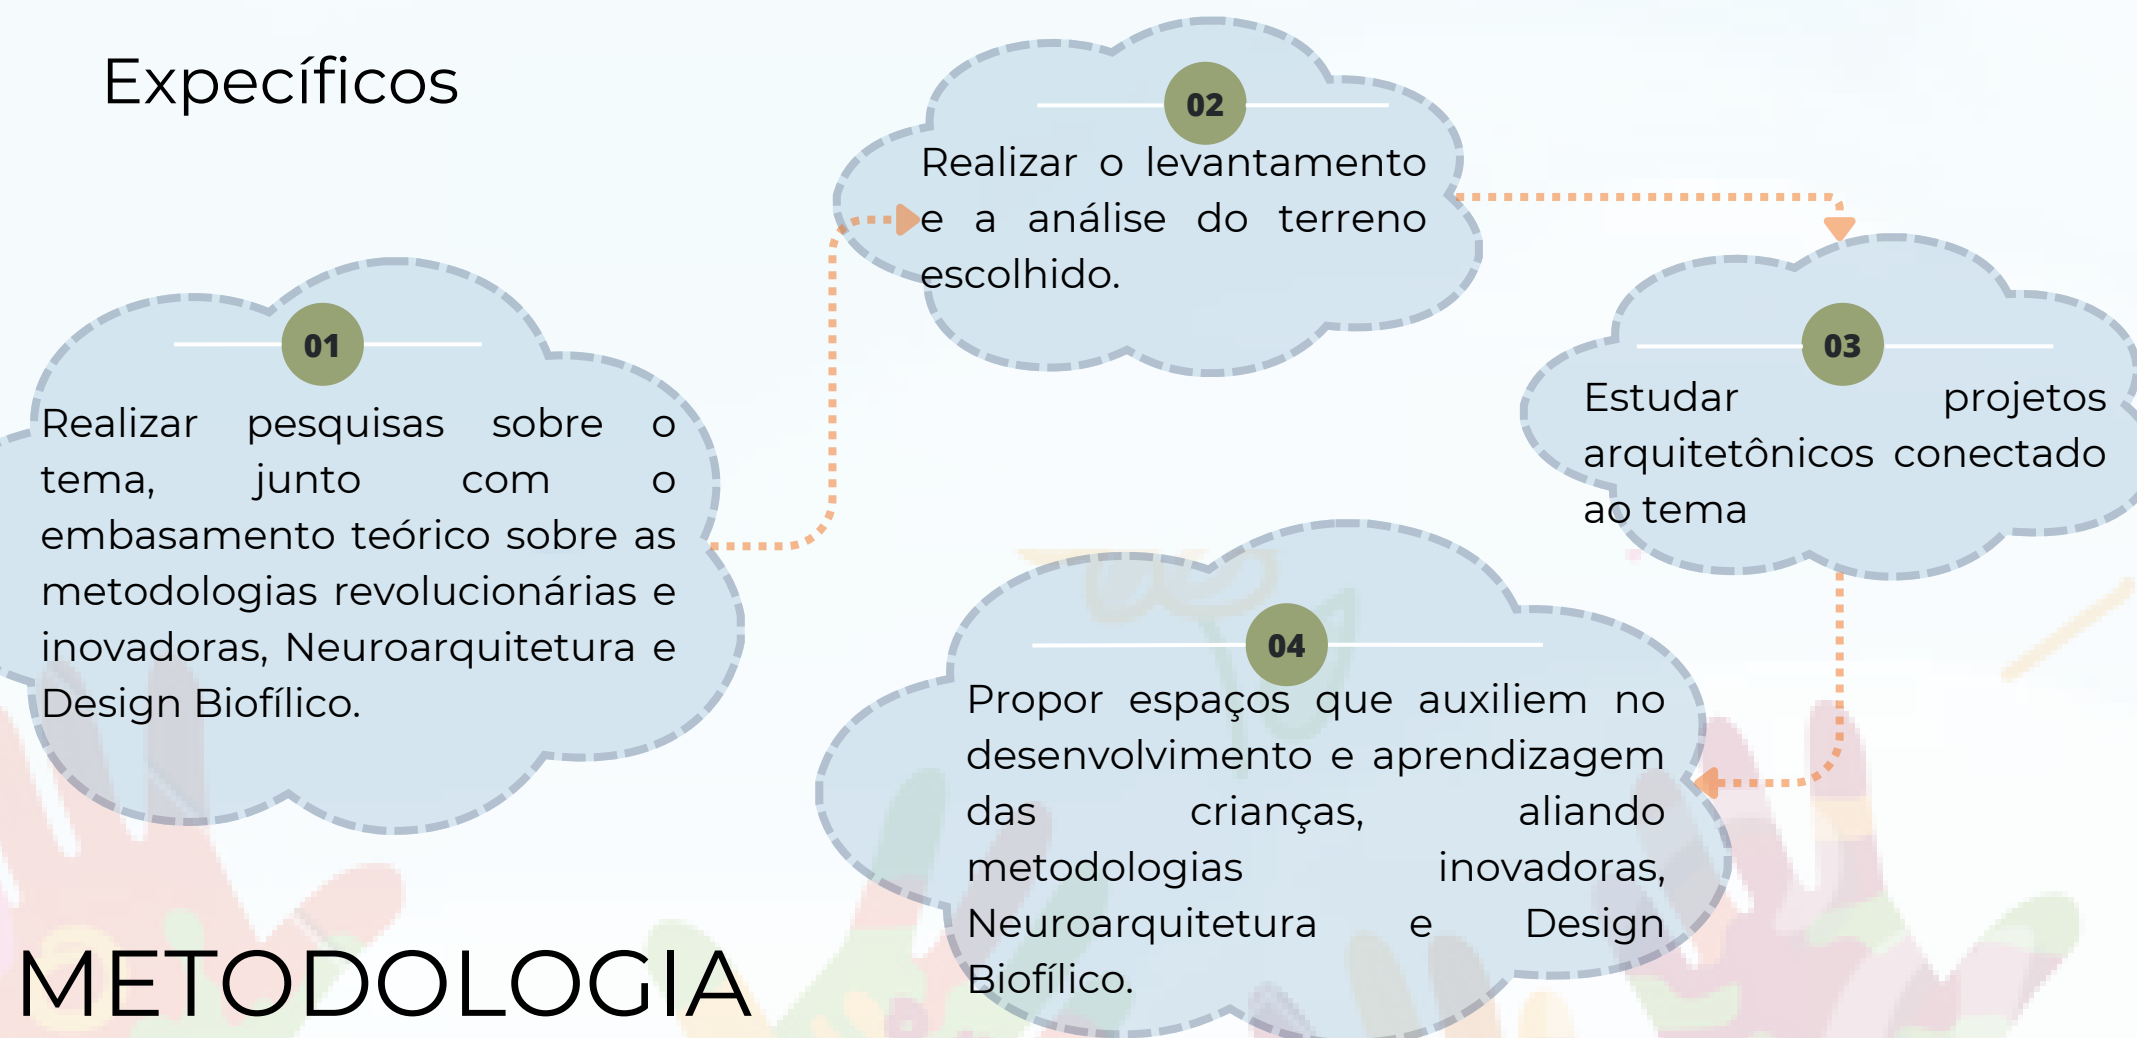 Expecíficos
01
Realizar pesquisas sobre o
tema, junto com o
embasamento teórico sobre as
metodologias revolucionárias e
inovadoras, Neuroarquitetura e
Design Biofílico.
02
Realizar o levantamento
e a análise do terreno
escolhido.
03
Estudar projetos
arquitetônicos conectado
ao tema
04
Propor espaços que auxiliem no
desenvolvimento e aprendizagem
das crianças, aliando
metodologias inovadoras,
Neuroarquitetura e Design
Biofílico.
METODOLOGIA